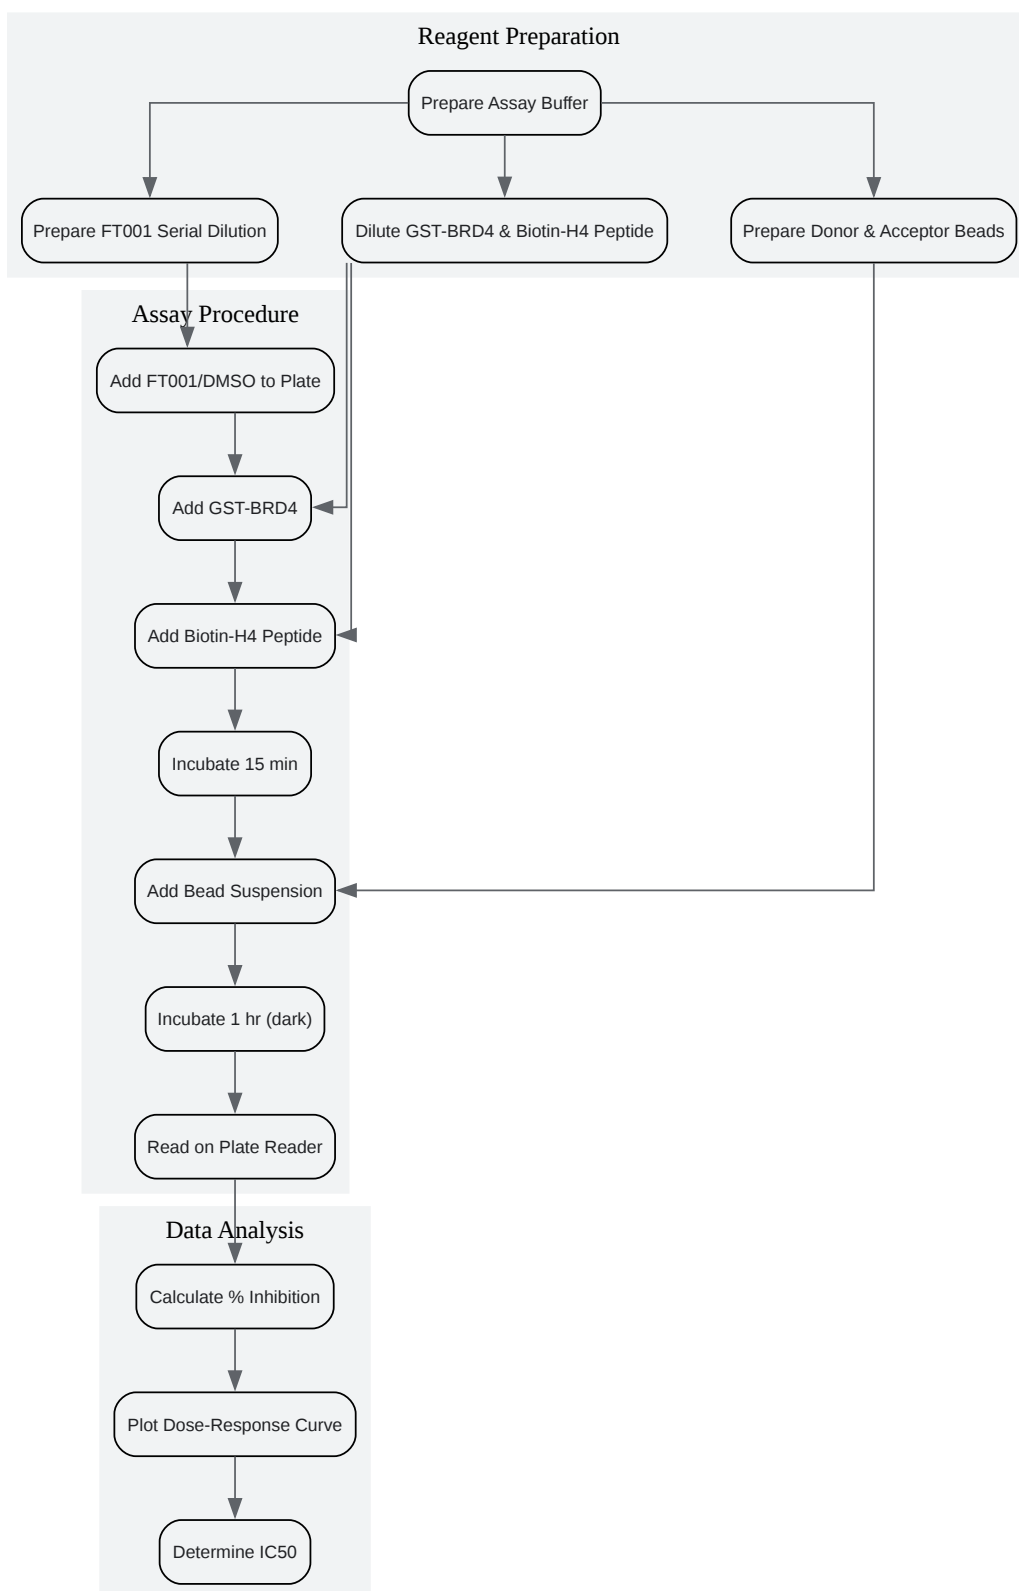 Reagent Preparation
Prepare Assay Buffer
Prepare FT001 Serial Dilution
Dilute GST-BRD4 & Biotin-H4 Peptide
Prepare Donor & Acceptor Beads
Assay Procedure
Add FT001/DMSO to Plate
Add GST-BRD4
Add Biotin-H4 Peptide
Incubate 15 min
Add Bead Suspension
Incubate 1 hr (dark)
Read on Plate Reader
Data Analysis
Calculate % Inhibition
Plot Dose-Response Curve
Determine IC50